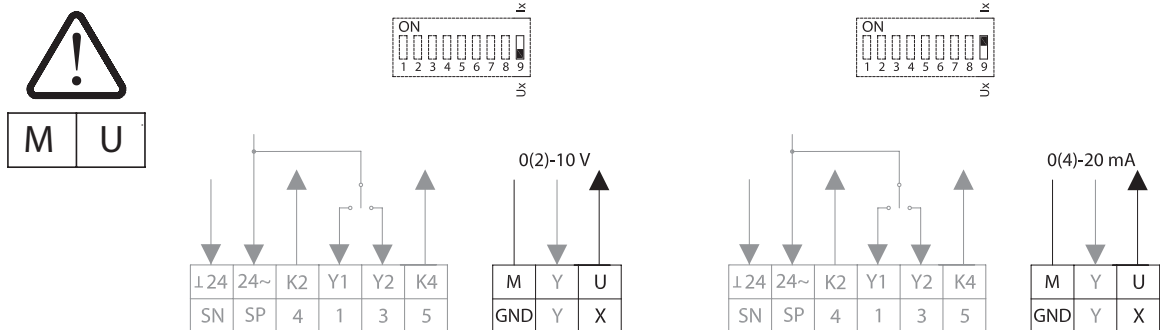 Ix
ON
1 2 3 4 5 6 7 8 9
Ux
Ix
ON
1 2 3 4 5 6 7 8 9
Ux
M U
0(2)-10 V
⊥24 24~ K2 Y1 Y2 K4
SN SP 4 1 3 5
M Y U
GND Y X
0(4)-20 mA
⊥24 24~ K2 Y1 Y2 K4
SN SP 4 1 3 5
M Y U
GND Y X